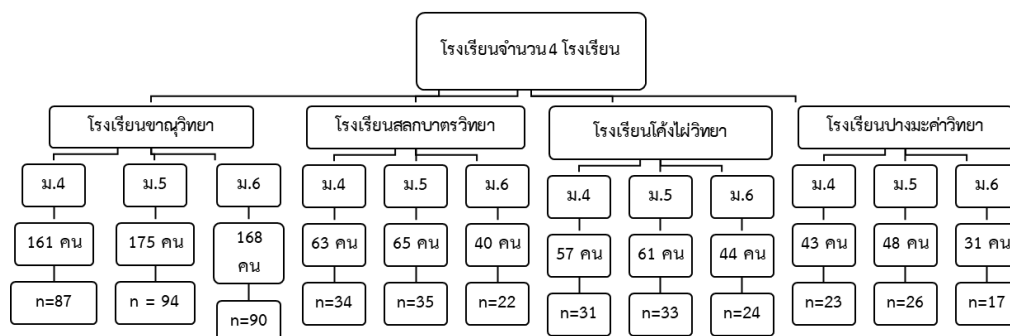 โรงเรียนจำนวน 4 โรงเรียน
โรงเรียนขาณุวิทยา
โรงเรียนสลกบาตรวิทยา
โรงเรียนโค้งไผ่วิทยา
โรงเรียนปางมะค่าวิทยา
ม.4
ม.5
ม.6
ม.4
ม.5
ม.6
ม.4
ม.5
ม.6
ม.4
ม.5
ม.6
161 คน
175 คน
168
คน
63 คน
65 คน
40 คน
57 คน
61 คน
44 คน
43 คน
48 คน
31 คน
n=87
n = 94
n=90
n=34
n=35
n=22
n=31
n=33
n=24
n=23
n=26
n=17